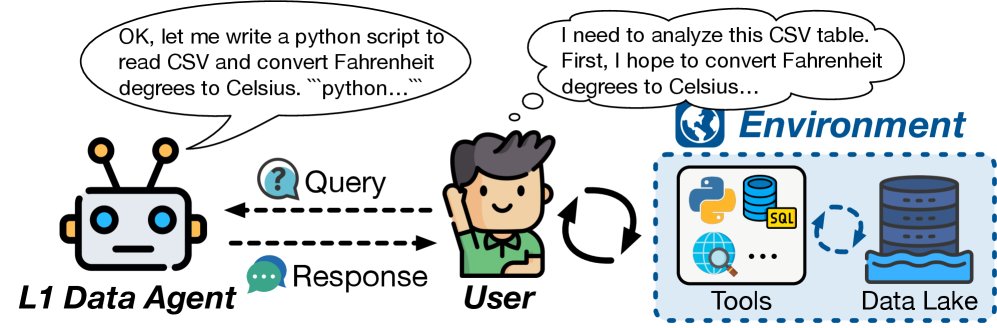 OK, let me write a python script to
read CSV and convert Fahrenheit
degrees to Celsius. ```python...```
I need to analyze this CSV table.
First, I hope to convert Fahrenheit
degrees to Celsius...
Environment
? Query
Response
SQL
...
L1 Data Agent
User
Tools
Data Lake